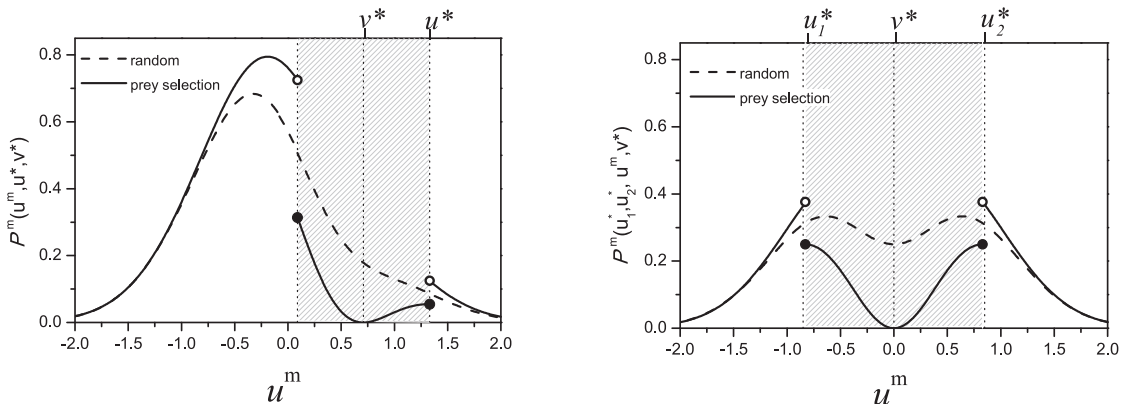 v* u*
0.8
0.6
0.4
0.2
0.0
P^m(u^m,u*,v*)
random
prey selection
-2.0 -1.5 -1.0 -0.5 0.0 0.5 1.0 1.5 2.0
u^m
u_1^* v* u_2^*
0.8
0.6
0.4
0.2
0.0
P^m(u_1^*,u_2^*, u^m,v*)
random
prey selection
-2.0 -1.5 -1.0 -0.5 0.0 0.5 1.0 1.5 2.0
u^m